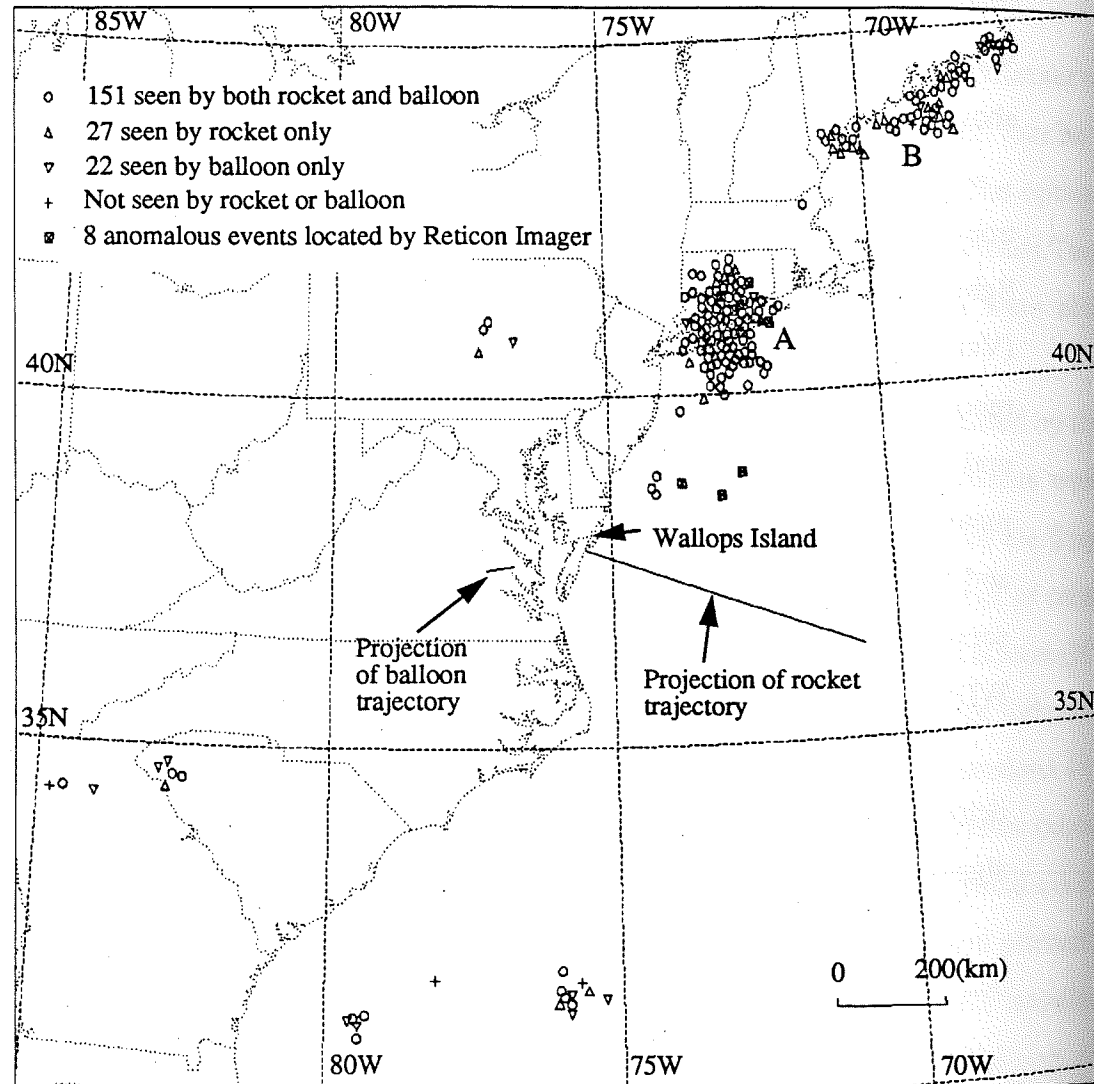 85W
80W
75W
70W
151 seen by both rocket and balloon
27 seen by rocket only
22 seen by balloon only
Not seen by rocket or balloon
8 anomalous events located by Reticon Imager
B
A
40N
40N
Wallops Island
Projection
of balloon
trajectory
Projection of rocket
trajectory
35N
35N
0 200(km)
80W
75W
70W